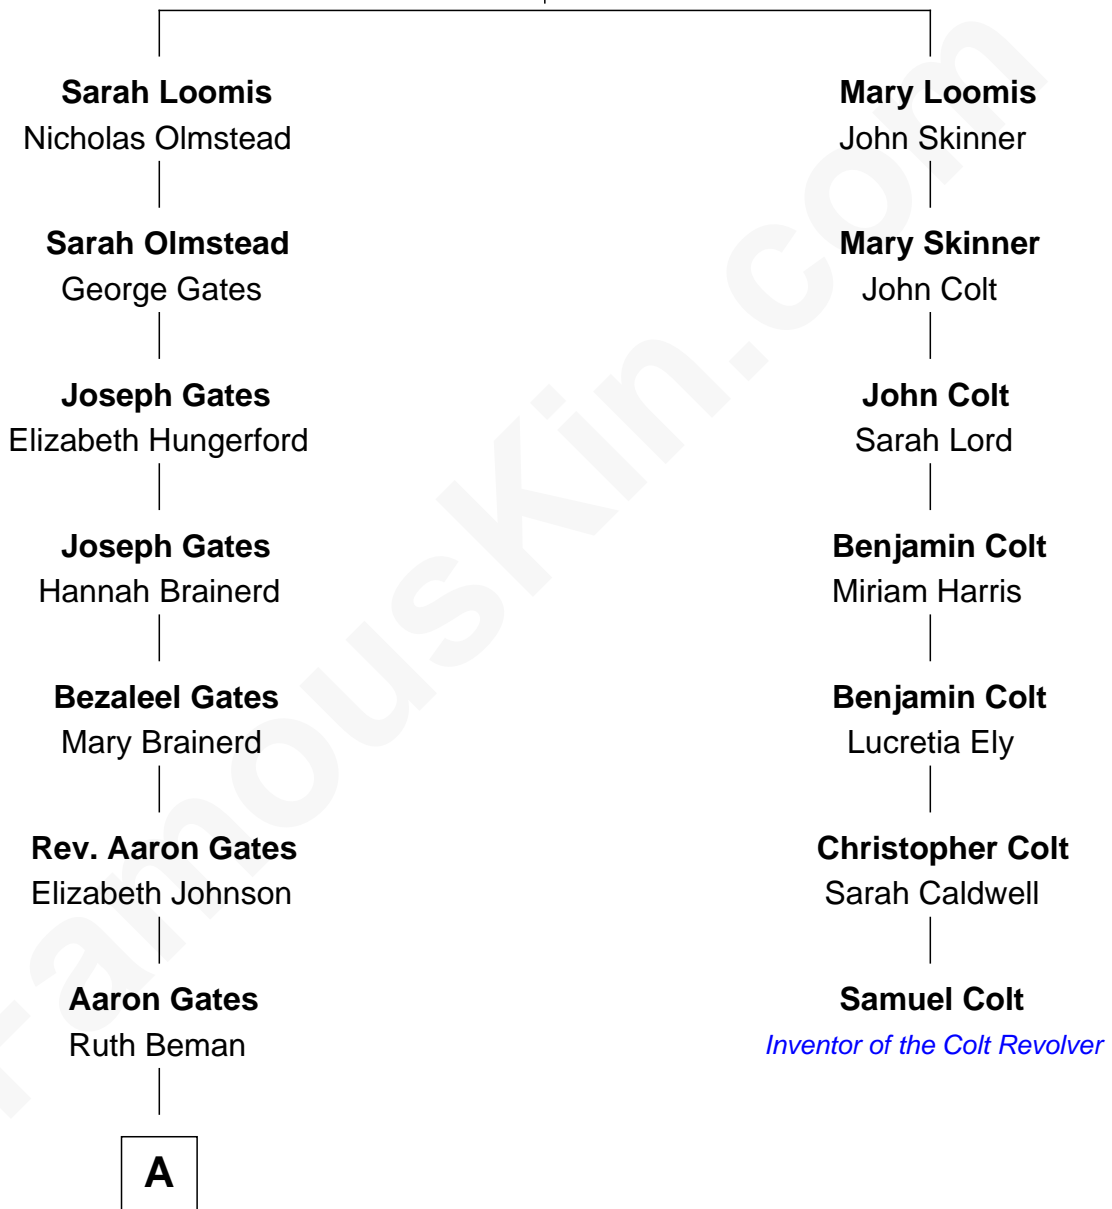 Sarah Loomis
Nicholas Olmstead
Sarah Olmstead
George Gates
Joseph Gates
Elizabeth Hungerford
Joseph Gates
Hannah Brainerd
Bezaleel Gates
Mary Brainerd
Rev. Aaron Gates
Elizabeth Johnson
Aaron Gates
Ruth Beman
A
Mary Loomis
John Skinner
Mary Skinner
John Colt
John Colt
Sarah Lord
Benjamin Colt
Miriam Harris
Benjamin Colt
Lucretia Ely
Christopher Colt
Sarah Caldwell
Samuel Colt
Inventor of the Colt Revolver
FamousKin.com